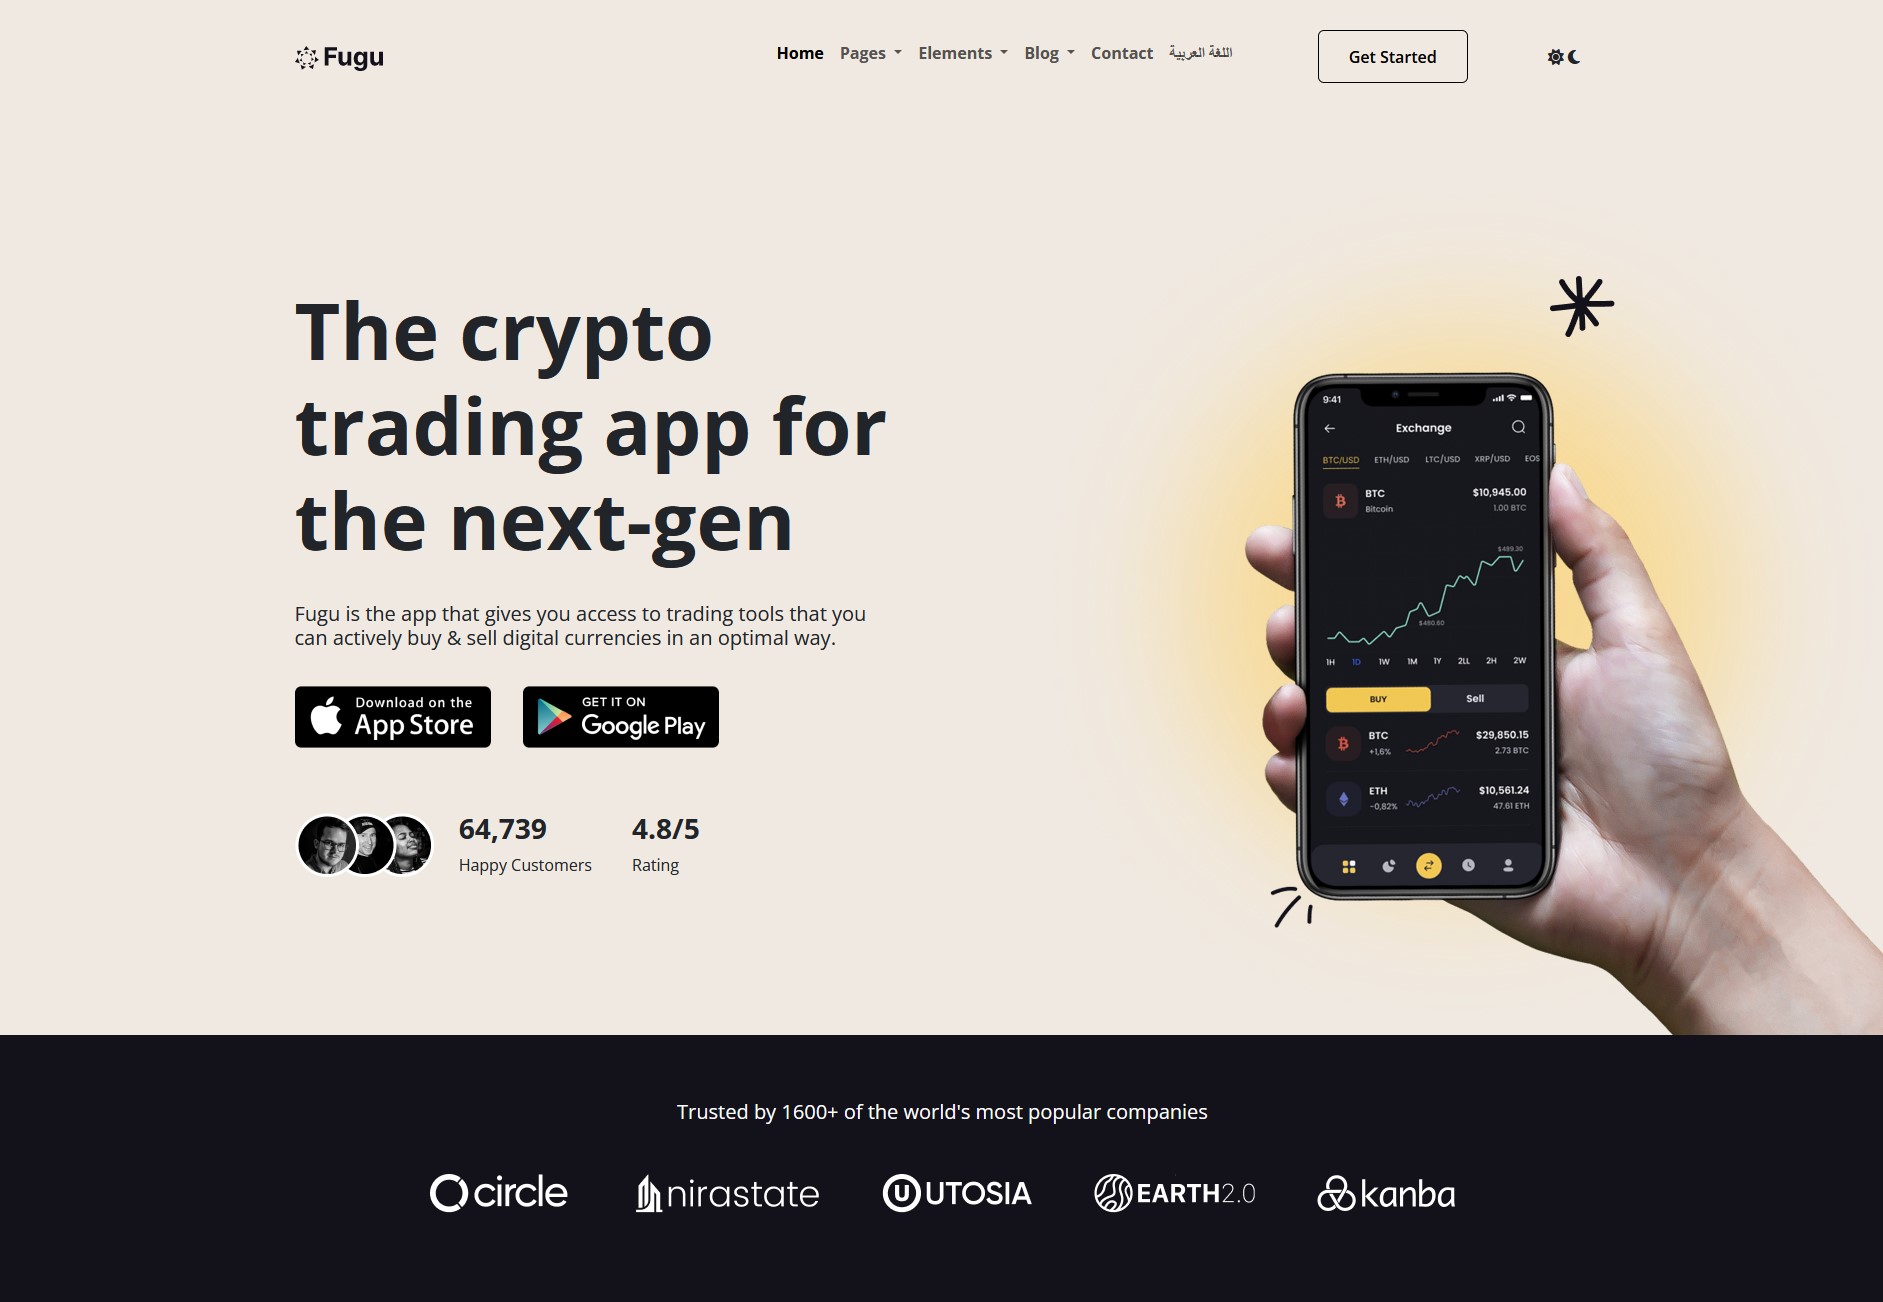 Fugu
Home Pages Elements Blog Contact اللغة العربية
Get Started
The crypto
trading app for
the next-gen
Fugu is the app that gives you access to trading tools that you
can actively buy & sell digital currencies in an optimal way.
Download on the
App Store
GET IT ON
Google Play
64,739
Happy Customers
4.8/5
Rating
9:41
Exchange
BTC/USD ETH/USD LTC/USD XRP/USD EOS
BTC $10,945.00
Bitcoin 1.00 BTC
$489.30
$480.60
1H 1D 1W 1M 1Y 2LL 2H 2W
BUY Sell
BTC $29,850.15
+1,6% 2.73 BTC
ETH $10,561.24
-0,82% 47.61 ETH
Trusted by 1600+ of the world's most popular companies
circle nirastate U UTOSIA EARTH2.0 kanba